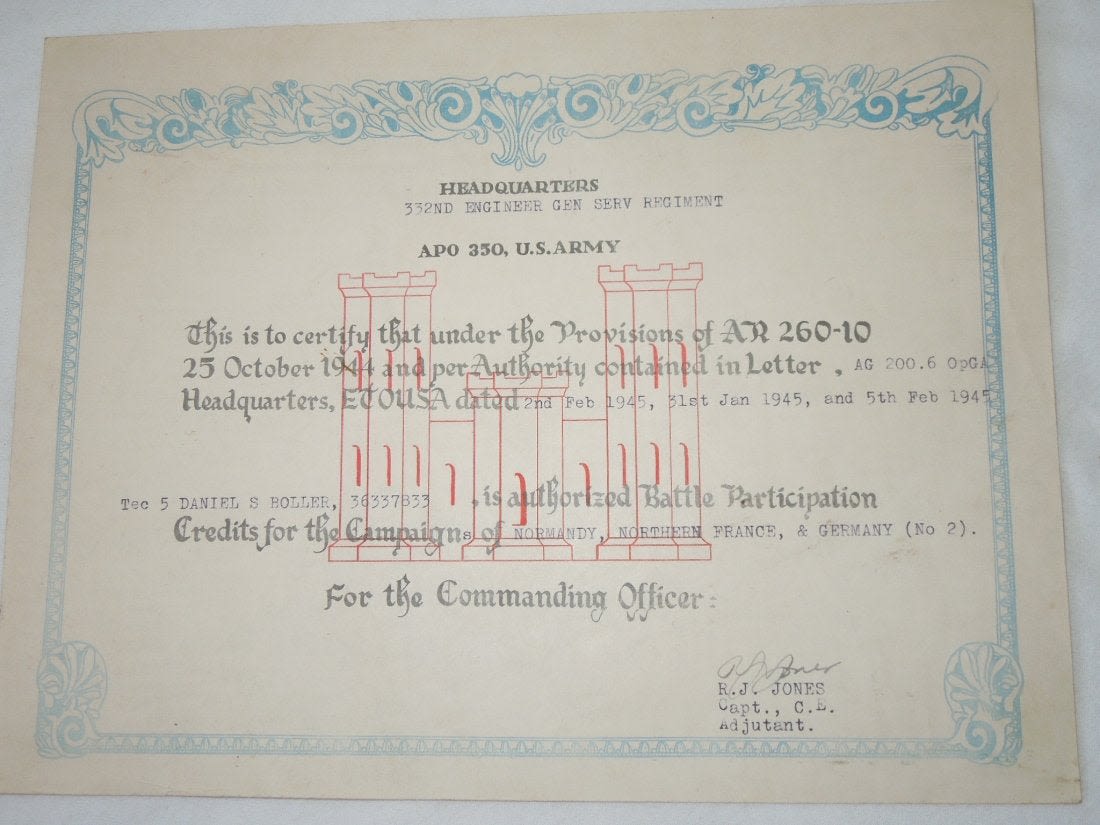 HEADQUARTERS
332ND ENGINEER GEN SERV REGIMENT
APO 350, U.S. ARMY
This is to certify that under the Provisions of AR 260-10
25 October 1944 and per Authority contained in Letter , AG 200.6 OpGA
Headquarters, ETOUSA dated 2nd Feb 1945, 31st Jan 1945, and 5th Feb 1945
Tec 5 DANIEL S BOLLER, 36337833 , is authorized Battle Participation
Credits for the Campaigns of NORMANDY, NORTHERN FRANCE, & GERMANY (No 2).
For the Commanding Officer:
R J Jones
R.J. JONES
Capt., C.E.
Adjutant.